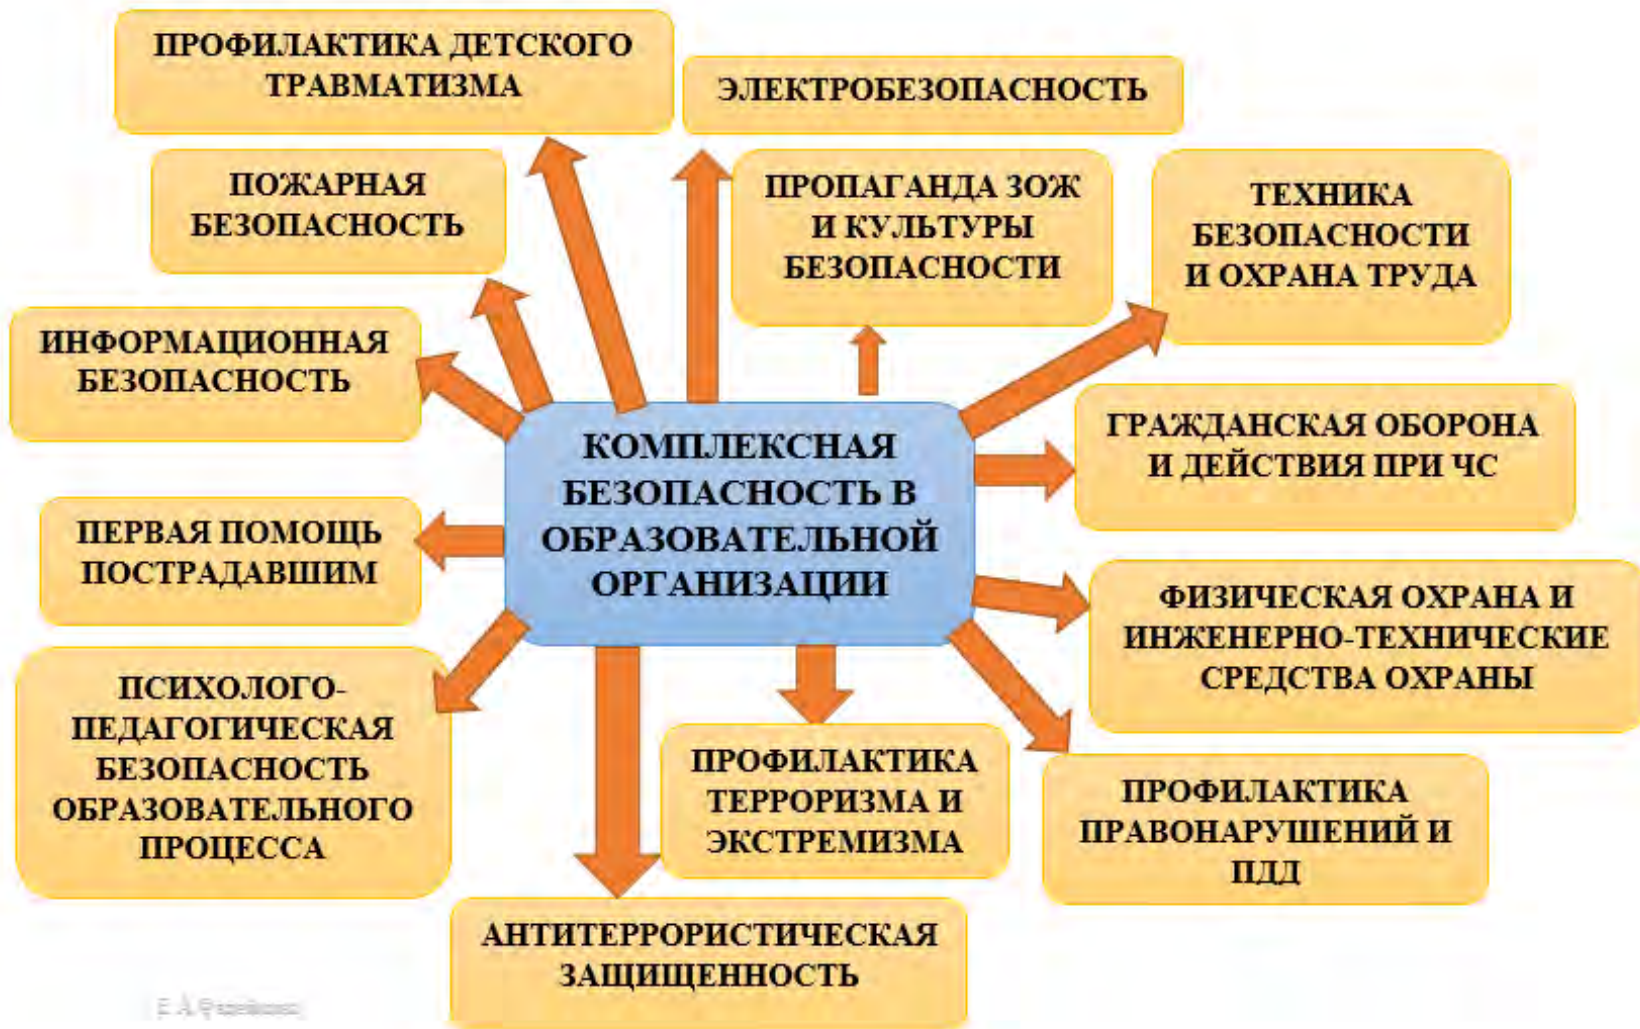 ПРОФИЛАКТИКА ДЕТСКОГО
ТРАВМАТИЗМА
ЭЛЕКТРОБЕЗОПАСНОСТЬ
ПОЖАРНАЯ
БЕЗОПАСНОСТЬ
ПРОПАГАНДА ЗОЖ
И КУЛЬТУРЫ
БЕЗОПАСНОСТИ
ТЕХНИКА
БЕЗОПАСНОСТИ
И ОХРАНА ТРУДА
ИНФОРМАЦИОННАЯ
БЕЗОПАСНОСТЬ
КОМПЛЕКСНАЯ
БЕЗОПАСНОСТЬ В
ОБРАЗОВАТЕЛЬНОЙ
ОРГАНИЗАЦИИ
ГРАЖДАНСКАЯ ОБОРОНА
И ДЕЙСТВИЯ ПРИ ЧС
ПЕРВАЯ ПОМОЩЬ
ПОСТРАДАВШИМ
ФИЗИЧЕСКАЯ ОХРАНА И
ИНЖЕНЕРНО-ТЕХНИЧЕСКИЕ
СРЕДСТВА ОХРАНЫ
ПСИХОЛОГО-
ПЕДАГОГИЧЕСКАЯ
БЕЗОПАСНОСТЬ
ОБРАЗОВАТЕЛЬНОГО
ПРОЦЕССА
ПРОФИЛАКТИКА
ТЕРРОРИЗМА И
ЭКСТРЕМИЗМА
ПРОФИЛАКТИКА
ПРАВОНАРУШЕНИЙ И
ПДД
АНТИТЕРРОРИСТИЧЕСКАЯ
ЗАЩИЩЕННОСТЬ